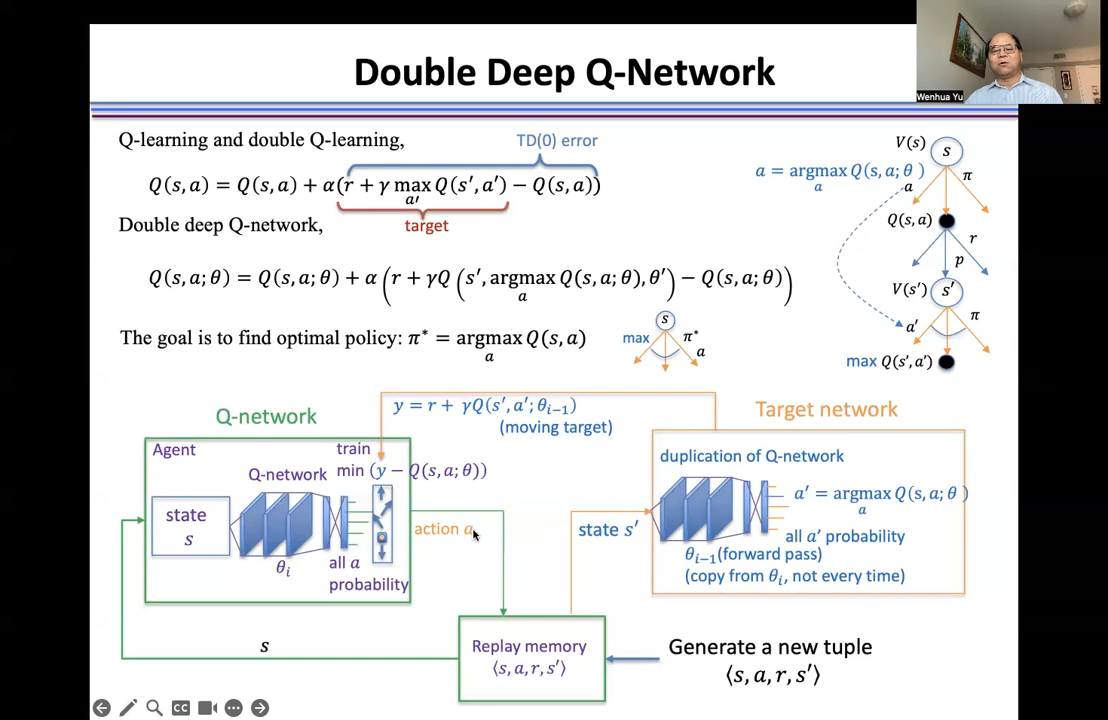 Double Deep Q-Network
Wenhua Yu
Q-learning and double Q-learning,
TD(0) error
Q(s, a) = Q(s, a) + α(r + γ max Q(s′, a′) − Q(s, a))
a′
target
Double deep Q-network,
Q(s, a; θ) = Q(s, a; θ) + α (r + γQ (s′, argmax Q(s, a; θ), θ′) − Q(s, a; θ))
a
The goal is to find optimal policy: π* = argmax Q(s, a)
a
s
max
π*
a
V(s)
s
a = argmax Q(s, a; θ )
a
a
π
Q(s, a)
r
p
V(s′)
s′
a′
π
max Q(s′, a′)
Q-network
y = r + γQ(s′, a′; θi−1)
(moving target)
Target network
Agent
train
Q-network
min (y − Q(s, a; θ))
state
s
θi
all a
probability
action a
duplication of Q-network
a′ = argmax Q(s, a; θ )
a
state s′
all a′ probability
θi−1(forward pass)
(copy from θi, not every time)
s
Replay memory
⟨s, a, r, s′⟩
Generate a new tuple
⟨s, a, r, s′⟩
CC